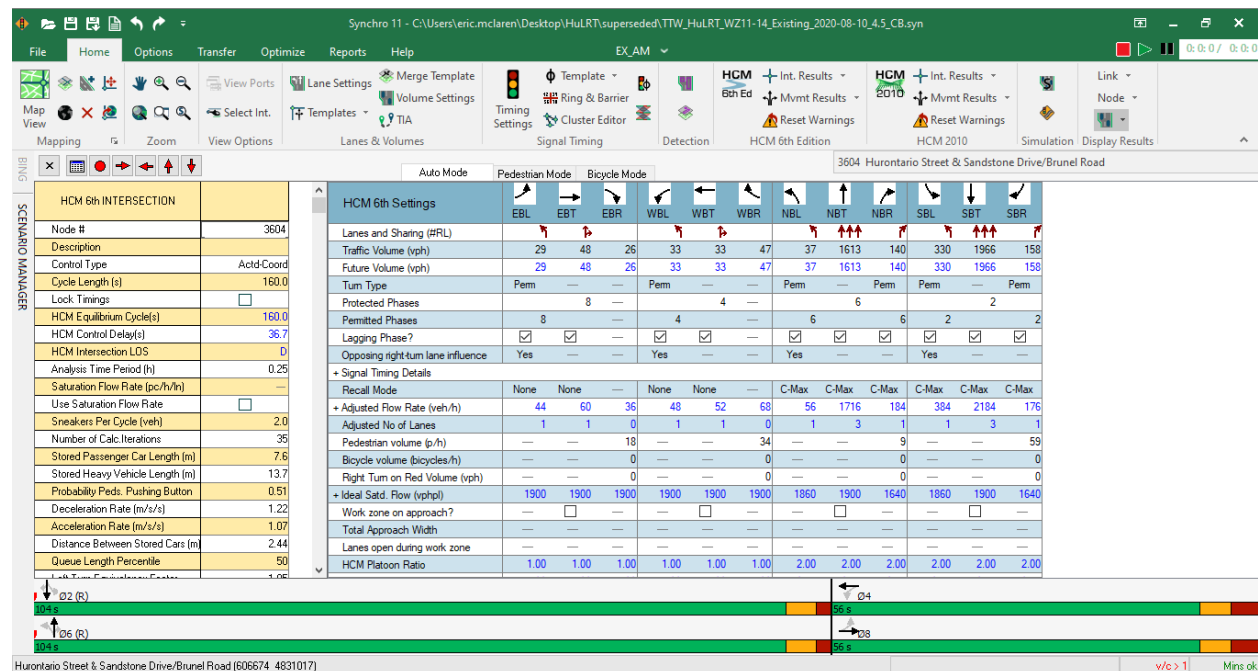 Synchro 11 - C:\Users\eric.mclaren\Desktop\HuLRT\superseded\TTW_HuLRT_WZ11-14_Existing_2020-08-10_4.5_CB.syn
File Home Options Transfer Optimize Reports Help EX_AM 0:0:0 / 0:0:0
Map View
Mapping
Zoom
View Ports
Select Int.
View Options
Lane Settings
Templates
Merge Template
Volume Settings
TIA
Lanes & Volumes
Timing Settings
Template
Ring & Barrier
Cluster Editor
Signal Timing
Detection
HCM 6th Ed
Int. Results
Mvmt Results
Reset Warnings
HCM 6th Edition
HCM 2010
Int. Results
Mvmt Results
Reset Warnings
HCM 2010
Simulation
Link
Node
Display Results
BING
SCENARIO MANAGER
Auto Mode Pedestrian Mode Bicycle Mode
3604 Hurontario Street & Sandstone Drive/Brunel Road
HCM 6th INTERSECTION
Node # 3604
Description
Control Type Actd-Coord
Cycle Length (s) 160.0
Lock Timings
HCM Equilibrium Cycle(s) 160.0
HCM Control Delay(s) 36.7
HCM Intersection LOS D
Analysis Time Period (h) 0.25
Saturation Flow Rate (pc/h/ln) —
Use Saturation Flow Rate
Sneakers Per Cycle (veh) 2.0
Number of Calc.Iterations 35
Stored Passenger Car Length (m) 7.6
Stored Heavy Vehicle Length (m) 13.7
Probability Peds. Pushing Button 0.51
Deceleration Rate (m/s/s) 1.22
Acceleration Rate (m/s/s) 1.07
Distance Between Stored Cars (m) 2.44
Queue Length Percentile 50
HCM 6th Settings EBL EBT EBR WBL WBT WBR NBL NBT NBR SBL SBT SBR
Lanes and Sharing (#RL)
Traffic Volume (vph) 29 48 26 33 33 47 37 1613 140 330 1966 158
Future Volume (vph) 29 48 26 33 33 47 37 1613 140 330 1966 158
Turn Type Perm — — Perm — — Perm — Perm Perm — Perm
Protected Phases 8 — 4 — 6 2
Permitted Phases 8 — 4 — 6 6 2 2
Lagging Phase?
Opposing right-turn lane influence Yes — — Yes — — Yes — — Yes — —
+ Signal Timing Details
Recall Mode None None — None None — C-Max C-Max C-Max C-Max C-Max C-Max
+ Adjusted Flow Rate (veh/h) 44 60 36 48 52 68 56 1716 184 384 2184 176
Adjusted No of Lanes 1 1 0 1 1 0 1 3 1 1 3 1
Pedestrian volume (p/h) — — 18 — — 34 — — 9 — — 59
Bicycle volume (bicycles/h) — — 0 — — 0 — — 0 — — 0
Right Turn on Red Volume (vph) — — 0 — — 0 — — 0 — — 0
+ Ideal Satd. Flow (vphpl) 1900 1900 1900 1900 1900 1900 1860 1900 1640 1860 1900 1640
Work zone on approach? — — — — — — — —
Total Approach Width — — — — — — — — — — — —
Lanes open during work zone — — — — — — — — — — — —
HCM Platoon Ratio 1.00 1.00 1.00 1.00 1.00 1.00 2.00 2.00 2.00 2.00 2.00 2.00
Ø2 (R) Ø4
104 s 56 s
Ø6 (R) Ø8
104 s 56 s
Hurontario Street & Sandstone Drive/Brunel Road (606674 4831017) v/c > 1 Mins ok